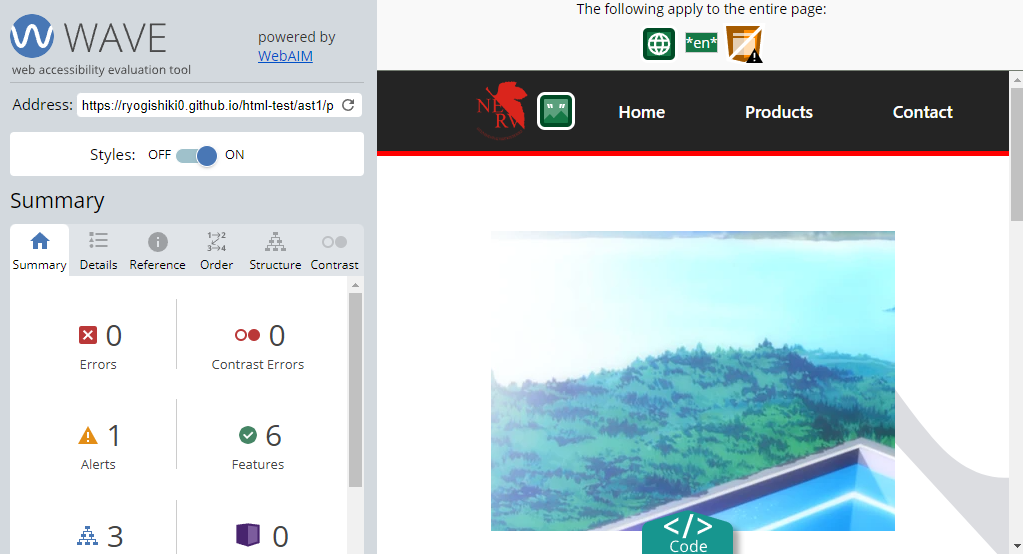 WAVE
web accessibility evaluation tool
powered by
WebAIM
Address: https://ryogishiki0.github.io/html-test/ast1/p
Styles: OFF ON
Summary
Summary Details Reference Order Structure Contrast
0
Errors
0
Contrast Errors
1
Alerts
6
Features
3
0
The following apply to the entire page:
*en*
NERV
Home Products Contact
</>
Code